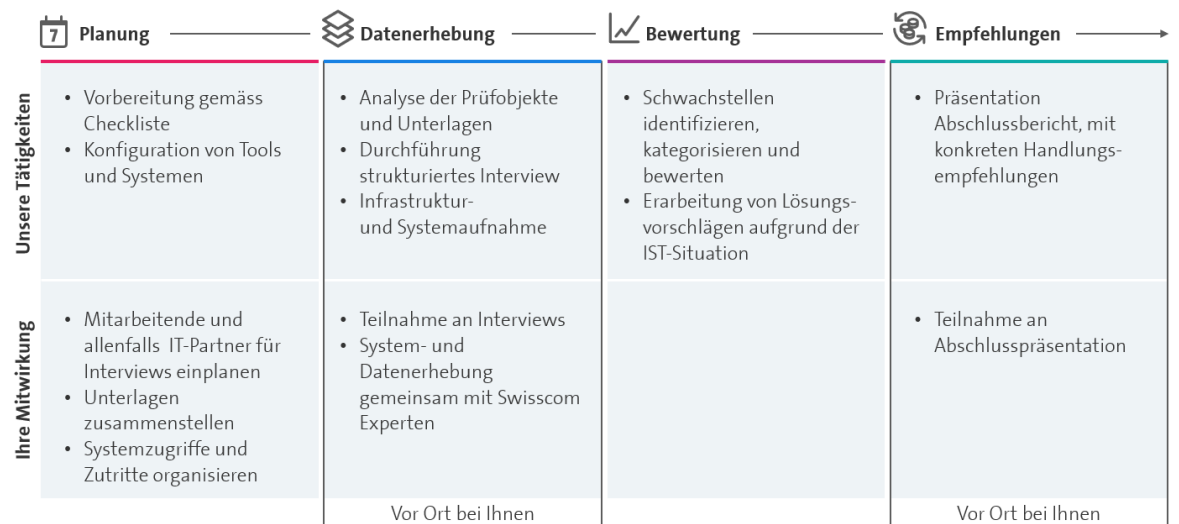 7 Planung
Datenerhebung
Bewertung
Empfehlungen
Unsere Tätigkeiten
• Vorbereitung gemäss
Checkliste
• Konfiguration von Tools
und Systemen
• Analyse der Prüfobjekte
und Unterlagen
• Durchführung
strukturiertes Interview
• Infrastruktur-
und Systemaufnahme
• Schwachstellen
identifizieren,
kategorisieren und
bewerten
• Erarbeitung von Lösungs-
vorschlägen aufgrund der
IST-Situation
• Präsentation
Abschlussbericht, mit
konkreten Handlungs-
empfehlungen
Ihre Mitwirkung
• Mitarbeitende und
allenfalls IT-Partner für
Interviews einplanen
• Unterlagen
zusammenstellen
• Systemzugriffe und
Zutritte organisieren
• Teilnahme an Interviews
• System- und
Datenerhebung
gemeinsam mit Swisscom
Experten
• Teilnahme an
Abschlusspräsentation
Vor Ort bei Ihnen
Vor Ort bei Ihnen